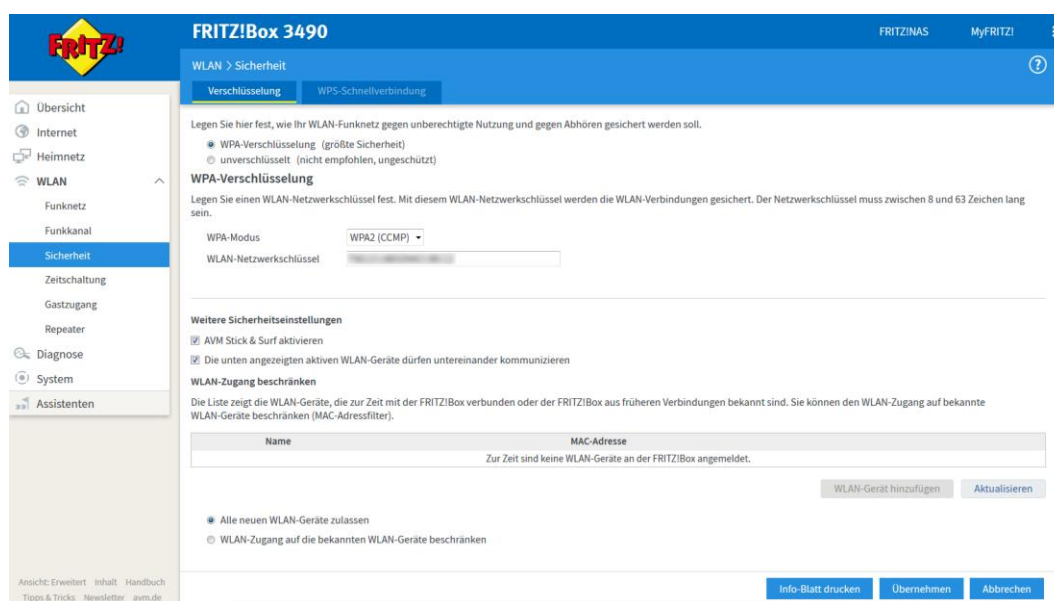 FRITZ!
FRITZ!Box 3490
FRITZ!NAS
MyFRITZ!
WLAN > Sicherheit
?
Verschlüsselung
WPS-Schnellverbindung
Übersicht
Internet
Heimnetz
WLAN
Funknetz
Funkkanal
Sicherheit
Zeitschaltung
Gastzugang
Repeater
Diagnose
System
Assistenten
Ansicht: Erweitert Inhalt Handbuch
Tipps & Tricks Newsletter avm.de
Legen Sie hier fest, wie Ihr WLAN-Funknetz gegen unberechtigte Nutzung und gegen Abhören gesichert werden soll.
WPA-Verschlüsselung (größte Sicherheit)
unverschlüsselt (nicht empfohlen, ungeschützt)
WPA-Verschlüsselung
Legen Sie einen WLAN-Netzwerkschlüssel fest. Mit diesem WLAN-Netzwerkschlüssel werden die WLAN-Verbindungen gesichert. Der Netzwerkschlüssel muss zwischen 8 und 63 Zeichen lang
sein.
WPA-Modus
WPA2 (CCMP)
WLAN-Netzwerkschlüssel
Weitere Sicherheitseinstellungen
AVM Stick & Surf aktivieren
Die unten angezeigten aktiven WLAN-Geräte dürfen untereinander kommunizieren
WLAN-Zugang beschränken
Die Liste zeigt die WLAN-Geräte, die zur Zeit mit der FRITZ!Box verbunden oder der FRITZ!Box aus früheren Verbindungen bekannt sind. Sie können den WLAN-Zugang auf bekannte
WLAN-Geräte beschränken (MAC-Adressfilter).
Name
MAC-Adresse
Zur Zeit sind keine WLAN-Geräte an der FRITZ!Box angemeldet.
WLAN-Gerät hinzufügen
Aktualisieren
Alle neuen WLAN-Geräte zulassen
WLAN-Zugang auf die bekannten WLAN-Geräte beschränken
Info-Blatt drucken
Übernehmen
Abbrechen